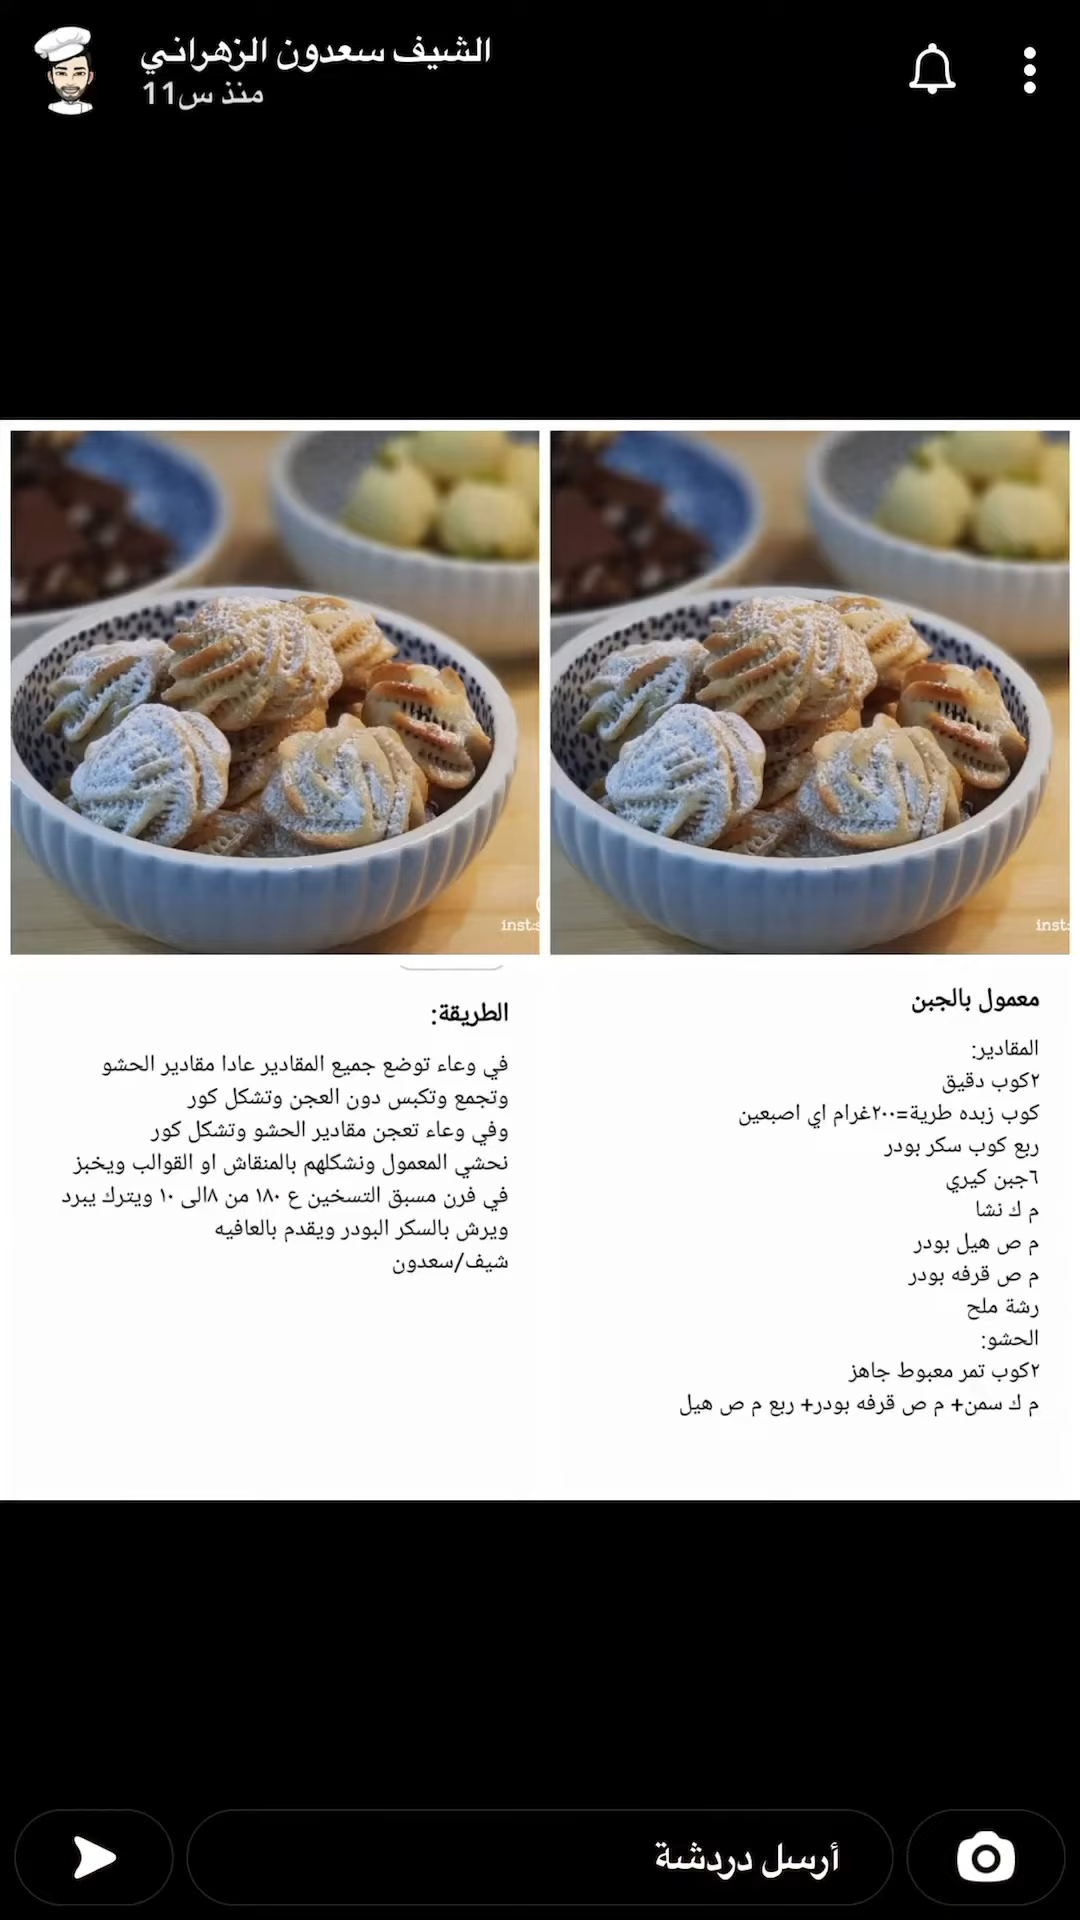 الشيف سعدون الزهراني
منذ س11
inst:s
inst:
معمول بالجبن
المقادير:
٢كوب دقيق
كوب زبده طرية=٢٠٠غرام اي اصبعين
ربع كوب سكر بودر
٦جبن كيري
م ك نشا
م ص هيل بودر
م ص قرفه بودر
رشة ملح
الحشو:
٢كوب تمر معبوط جاهز
م ك سمن+ م ص قرفه بودر+ ربع م ص هيل
الطريقة:
في وعاء توضع جميع المقادير عادا مقادير الحشو
وتجمع وتكبس دون العجن وتشكل كور
وفي وعاء تعجن مقادير الحشو وتشكل كور
نحشي المعمول ونشكلهم بالمنقاش او القوالب ويخبز
في فرن مسبق التسخين ع ١٨٠ من ٨الى ١٠ ويترك يبرد
ويرش بالسكر البودر ويقدم بالعافيه
شيف/سعدون
أرسل دردشة